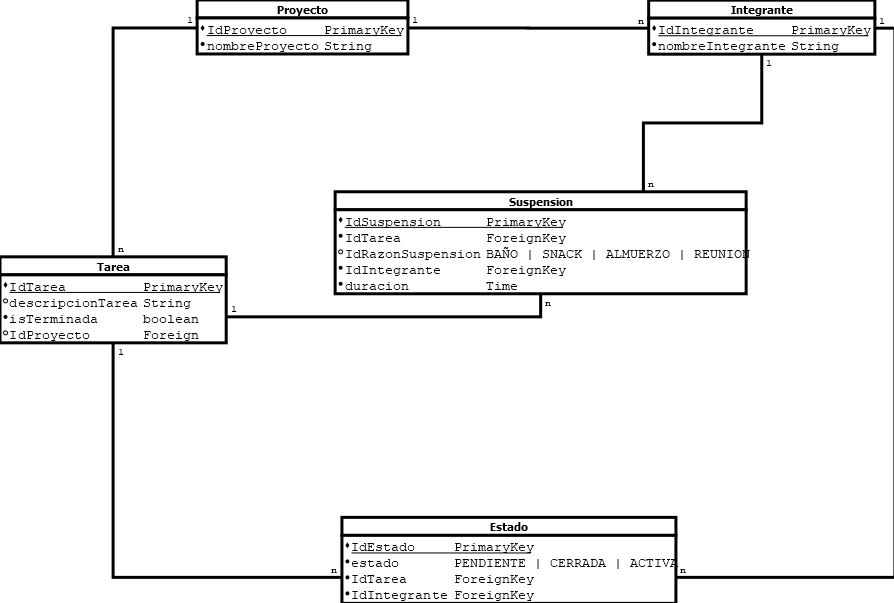 Proyecto
IdProyecto PrimaryKey
nombreProyecto String
1
1
n
Integrante
IdIntegrante PrimaryKey
nombreIntegrante String
1
1
n
Suspension
IdSuspension PrimaryKey
IdTarea ForeignKey
IdRazonSuspension BAÑO | SNACK | ALMUERZO | REUNION
IdIntegrante ForeignKey
duracion Time
n
n
Tarea
IdTarea PrimaryKey
descripcionTarea String
isTerminada boolean
IdProyecto Foreign
1
1
Estado
IdEstado PrimaryKey
estado PENDIENTE | CERRADA | ACTIVA
IdTarea ForeignKey
IdIntegrante ForeignKey
n
n